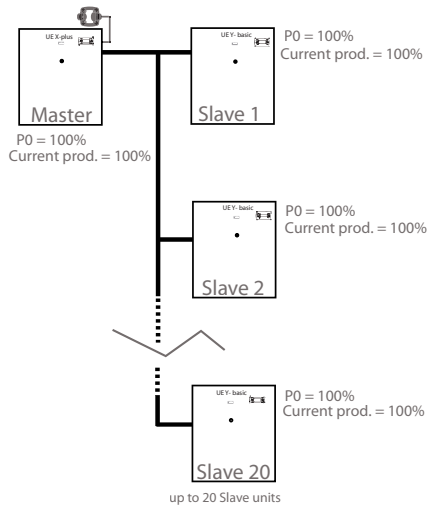 UE X-plus
Master
P0 = 100%
Current prod. = 100%
UE Y- basic
Slave 1
P0 = 100%
Current prod. = 100%
UE Y- basic
Slave 2
P0 = 100%
Current prod. = 100%
UE Y- basic
Slave 20
P0 = 100%
Current prod. = 100%
up to 20 Slave units